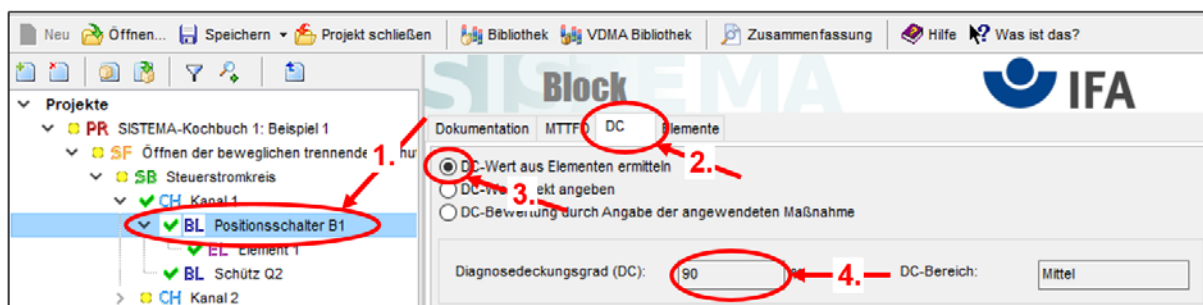 Neu Öffnen... Speichern Projekt schließen Bibliothek VDMA Bibliothek Zusammenfassung Hilfe Was ist das?
SISTEMA
Block
IFA
Projekte
PR SISTEMA-Kochbuch 1: Beispiel 1
SF Öffnen der beweglichen trennende
SB Steuerstromkreis
CH Kanal 1
BL Positionsschalter B1
EL Element 1
BL Schütz Q2
CH Kanal 2
1.
Dokumentation MTTFD DC Elemente
2.
DC-Wert aus Elementen ermitteln
3.
DC-Bewertung durch Angabe der angewendeten Maßnahme
Diagnosedeckungsgrad (DC): 90 4. DC-Bereich: Mittel